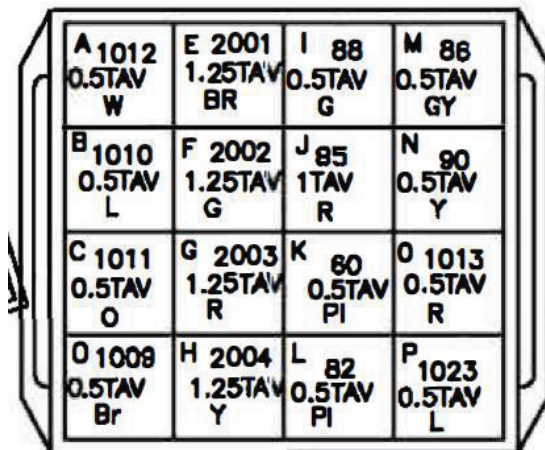 A 1012
0.5TAV
W
E 2001
1.25TAV
BR
I 88
0.5TAV
G
M 86
0.5TAV
GY
B 1010
0.5TAV
L
F 2002
1.25TAV
G
J 85
1TAV
R
N 90
0.5TAV
Y
C 1011
0.5TAV
O
G 2003
1.25TAV
R
K 60
0.5TAV
PI
O 1013
0.5TAV
R
O 1009
0.5TAV
Br
H 2004
1.25TAV
Y
L 82
0.5TAV
PI
P 1023
0.5TAV
L